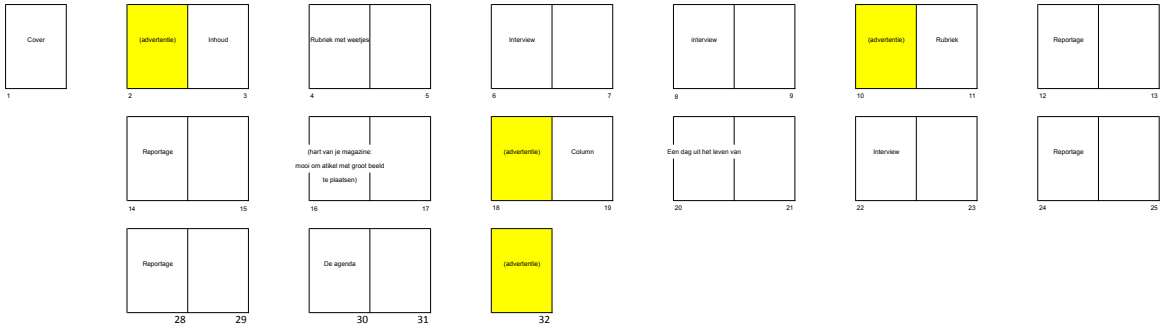 Cover
(advertentie)
Inhoud
Rubriek met weetjes
Interview
interview
(advertentie)
Rubriek
Reportage
1
2
3
4
5
6
7
8
9
10
11
12
13
Reportage
(hart van je magazine:
mooi om atikel met groot beeld
te plaatsen)
(advertentie)
Column
Een dag uit het leven van
Interview
Reportage
14
15
16
17
18
19
20
21
22
23
24
25
Reportage
De agenda
(advertentie)
28
29
30
31
32